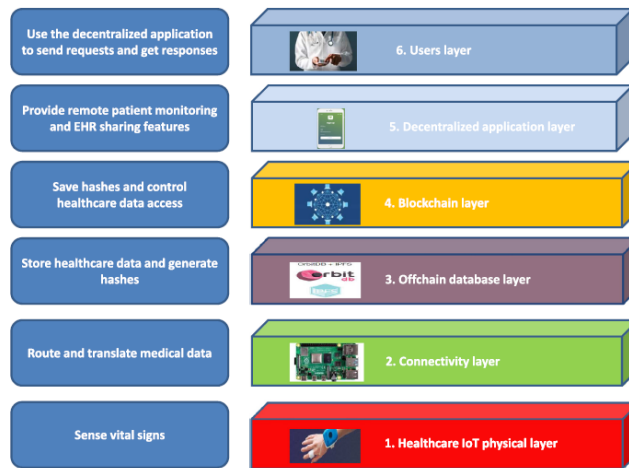 Use the decentralized application
to send requests and get responses
6. Users layer
Provide remote patient monitoring
and EHR sharing features
5. Decentralized application layer
Save hashes and control
healthcare data access
4. Blockchain layer
Store healthcare data and generate
hashes
orbit
db
3. Offchain database layer
Route and translate medical data
2. Connectivity layer
Sense vital signs
1. Healthcare IoT physical layer